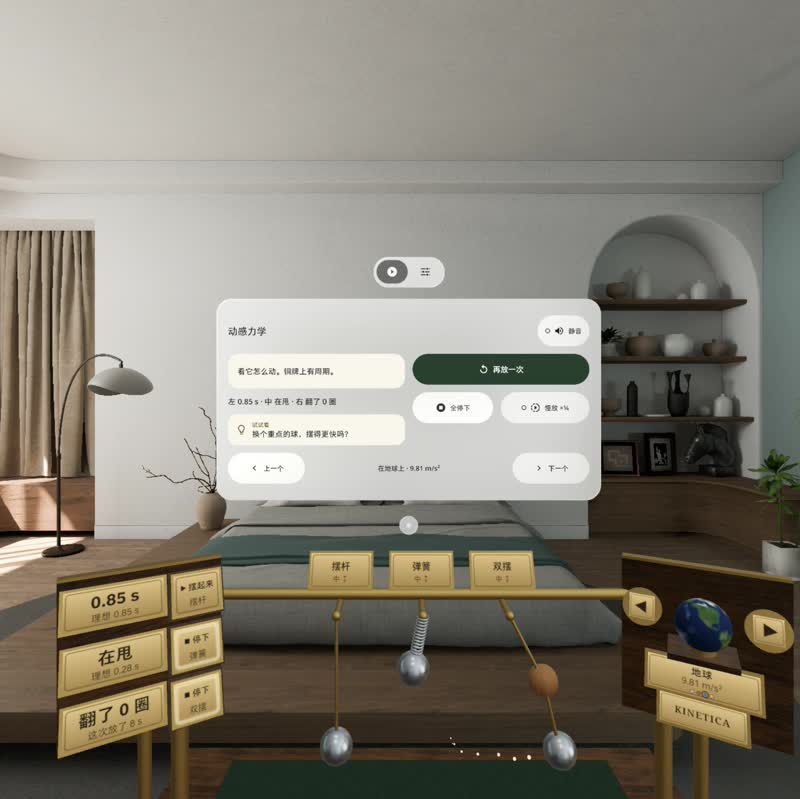 动感力学
静音
看它怎么动。铜牌上有周期。
再放一次
左 0.85 s · 中 在甩 · 右 翻了 0 圈
全停下
慢放 ×¼
试试看
换个重点的球，摆得更快吗？
上一个
在地球上 · 9.81 m/s²
下一个
摆杆
中
弹簧
中
双摆
中
0.85 s
理想 0.85 s
▶ 摆起来
摆杆
在甩
理想 0.28 s
■ 停下
弹簧
翻了 0 圈
这次放了 8 s
■ 停下
双摆
地球
9.81 m/s²
KINETICA